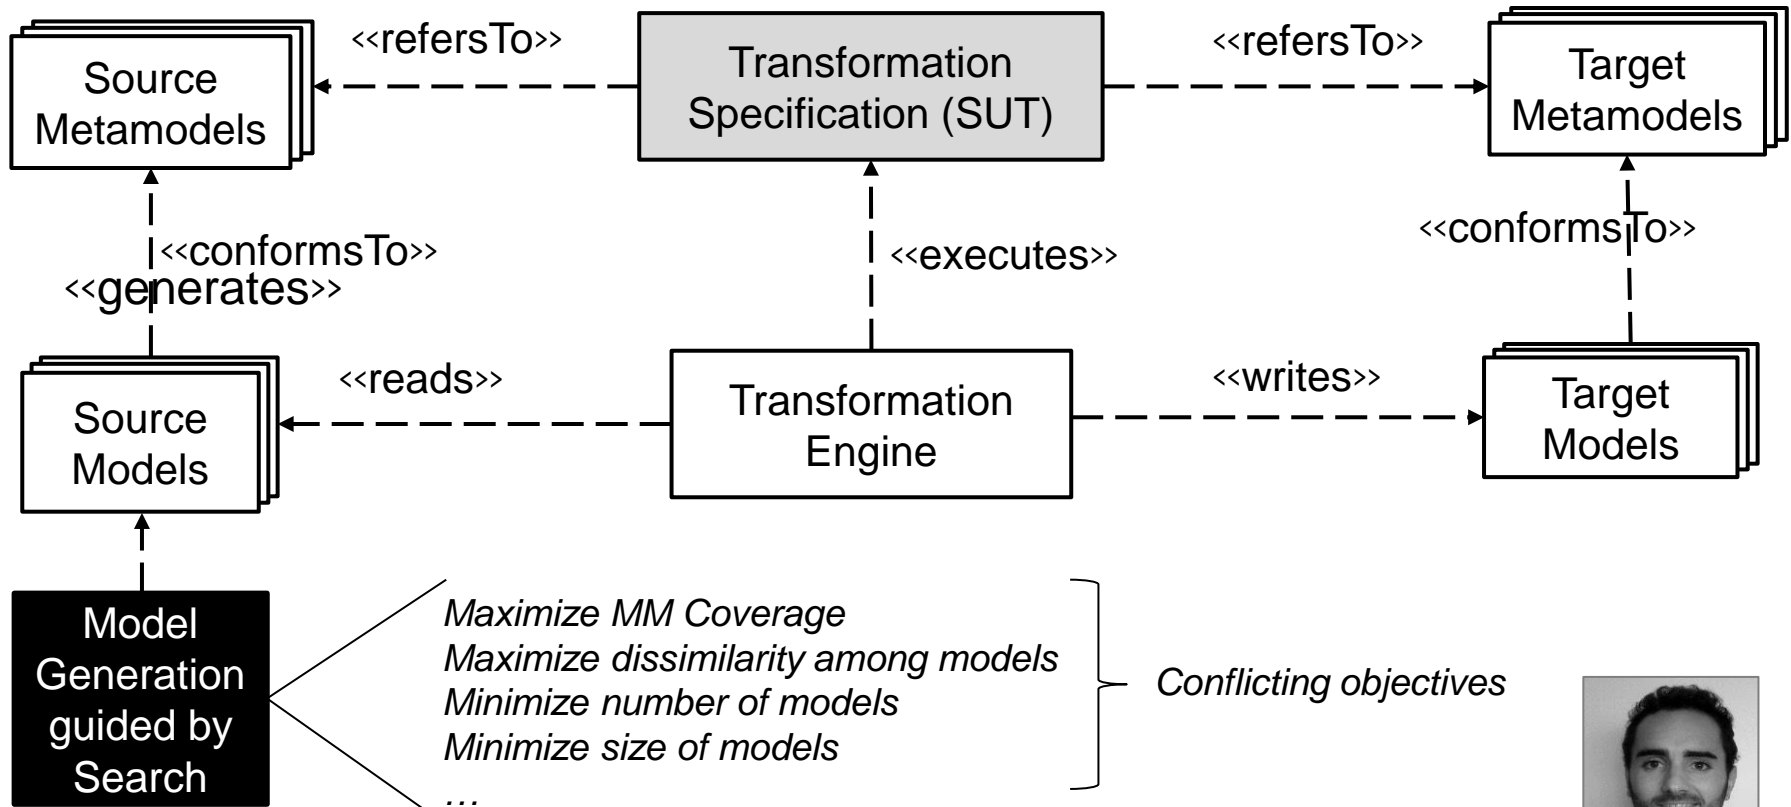 <<refersTo>>
<<refersTo>>
Source
Metamodels
Transformation
Specification (SUT)
Target
Metamodels
<<conformsTo>>
<<generates>>
<<executes>>
<<conformsTo>>
<<reads>>
<<writes>>
Source
Models
Transformation
Engine
Target
Models
Model
Generation
guided by
Search
Maximize MM Coverage
Maximize dissimilarity among models
Minimize number of models
Minimize size of models
...
Conflicting objectives